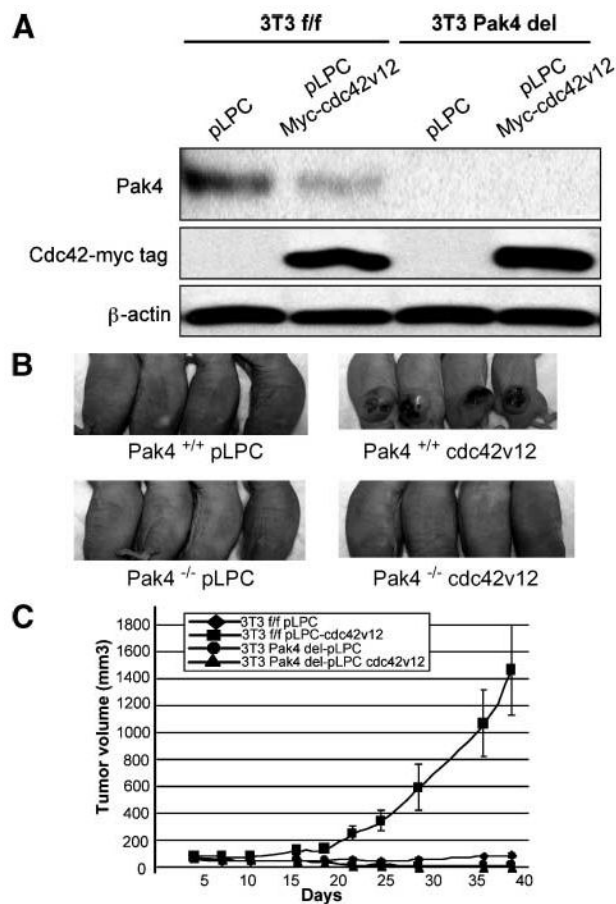 A
3T3 f/f
3T3 Pak4 del
pLPC
pLPC
Myc-cdc42v12
pLPC
pLPC
Myc-cdc42v12
Pak4
Cdc42-myc tag
β-actin
B
Pak4 +/+ pLPC
Pak4 +/+ cdc42v12
Pak4 -/- pLPC
Pak4 -/- cdc42v12
C
3T3 f/f pLPC
3T3 f/f pLPC-cdc42v12
3T3 Pak4 del-pLPC
3T3 Pak4 del-pLPC cdc42v12
Tumor volume (mm3)
1800
1600
1400
1200
1000
800
600
400
200
0
5 10 15 20 25 30 35 40
Days